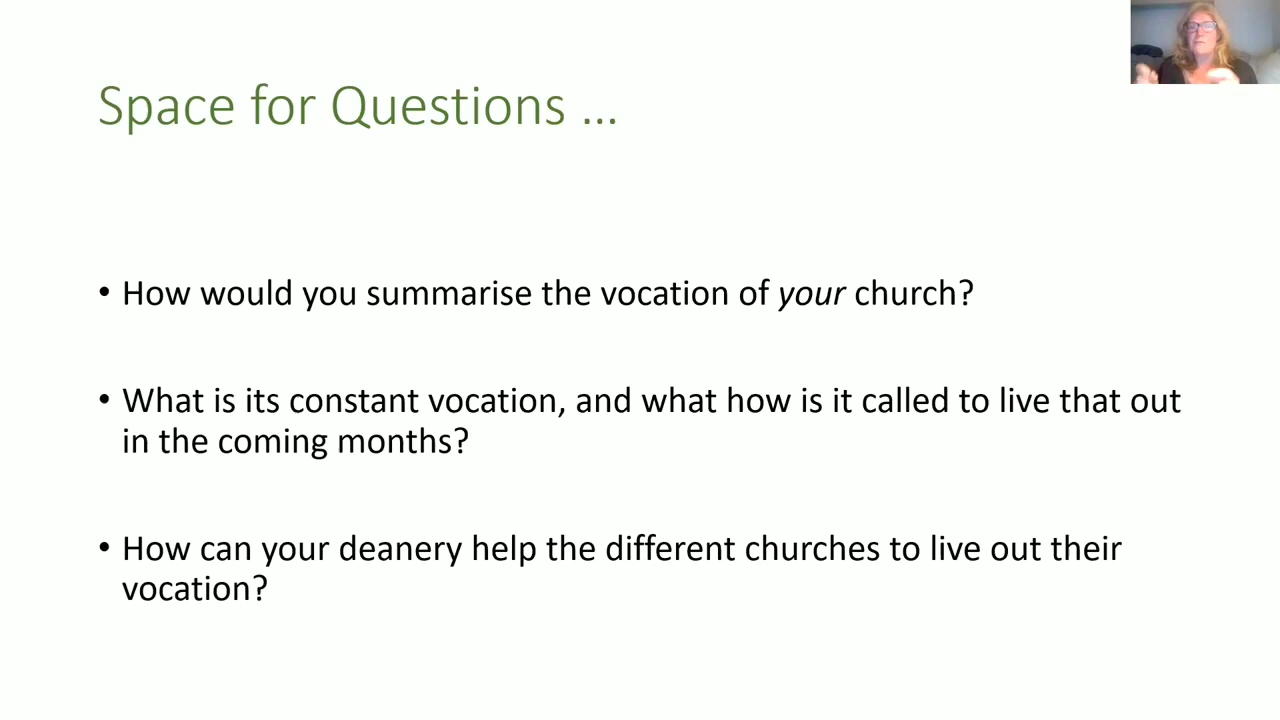 Space for Questions ...
• How would you summarise the vocation of your church?
• What is its constant vocation, and what how is it called to live that out
in the coming months?
• How can your deanery help the different churches to live out their
vocation?